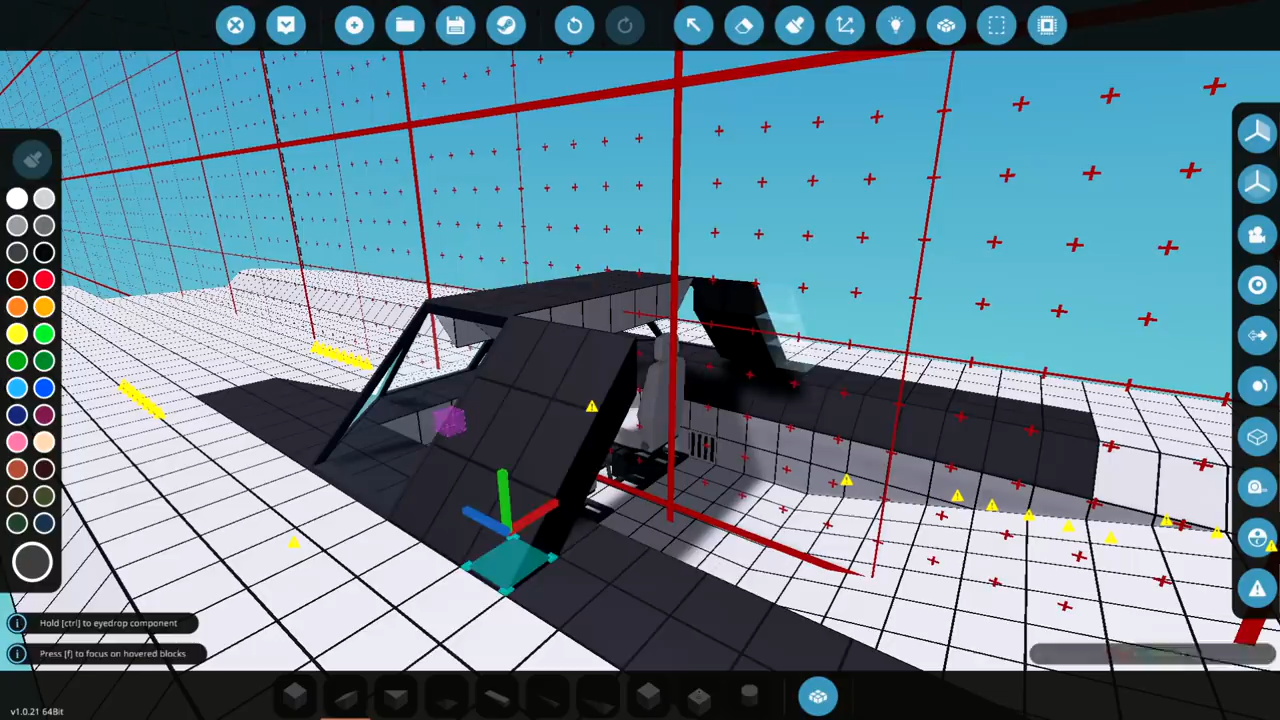 Hold [ctrl] to eyedrop component
Press [f] to focus on hovered blocks
v1.0.21 64Bit